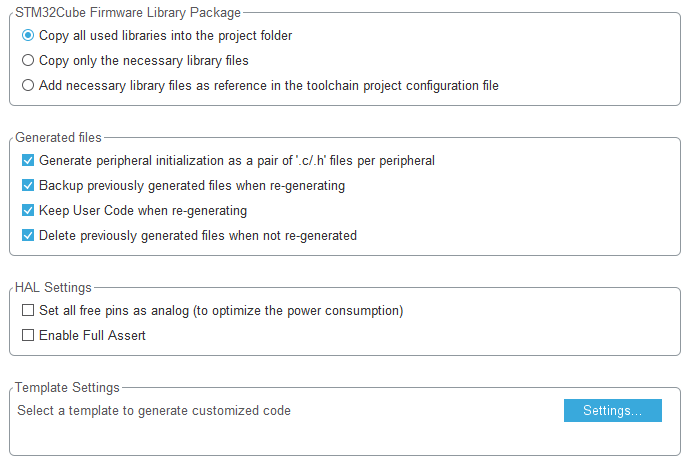 STM32Cube Firmware Library Package
Copy all used libraries into the project folder
Copy only the necessary library files
Add necessary library files as reference in the toolchain project configuration file
Generated files
Generate peripheral initialization as a pair of '.c/.h' files per peripheral
Backup previously generated files when re-generating
Keep User Code when re-generating
Delete previously generated files when not re-generated
HAL Settings
Set all free pins as analog (to optimize the power consumption)
Enable Full Assert
Template Settings
Select a template to generate customized code
Settings...